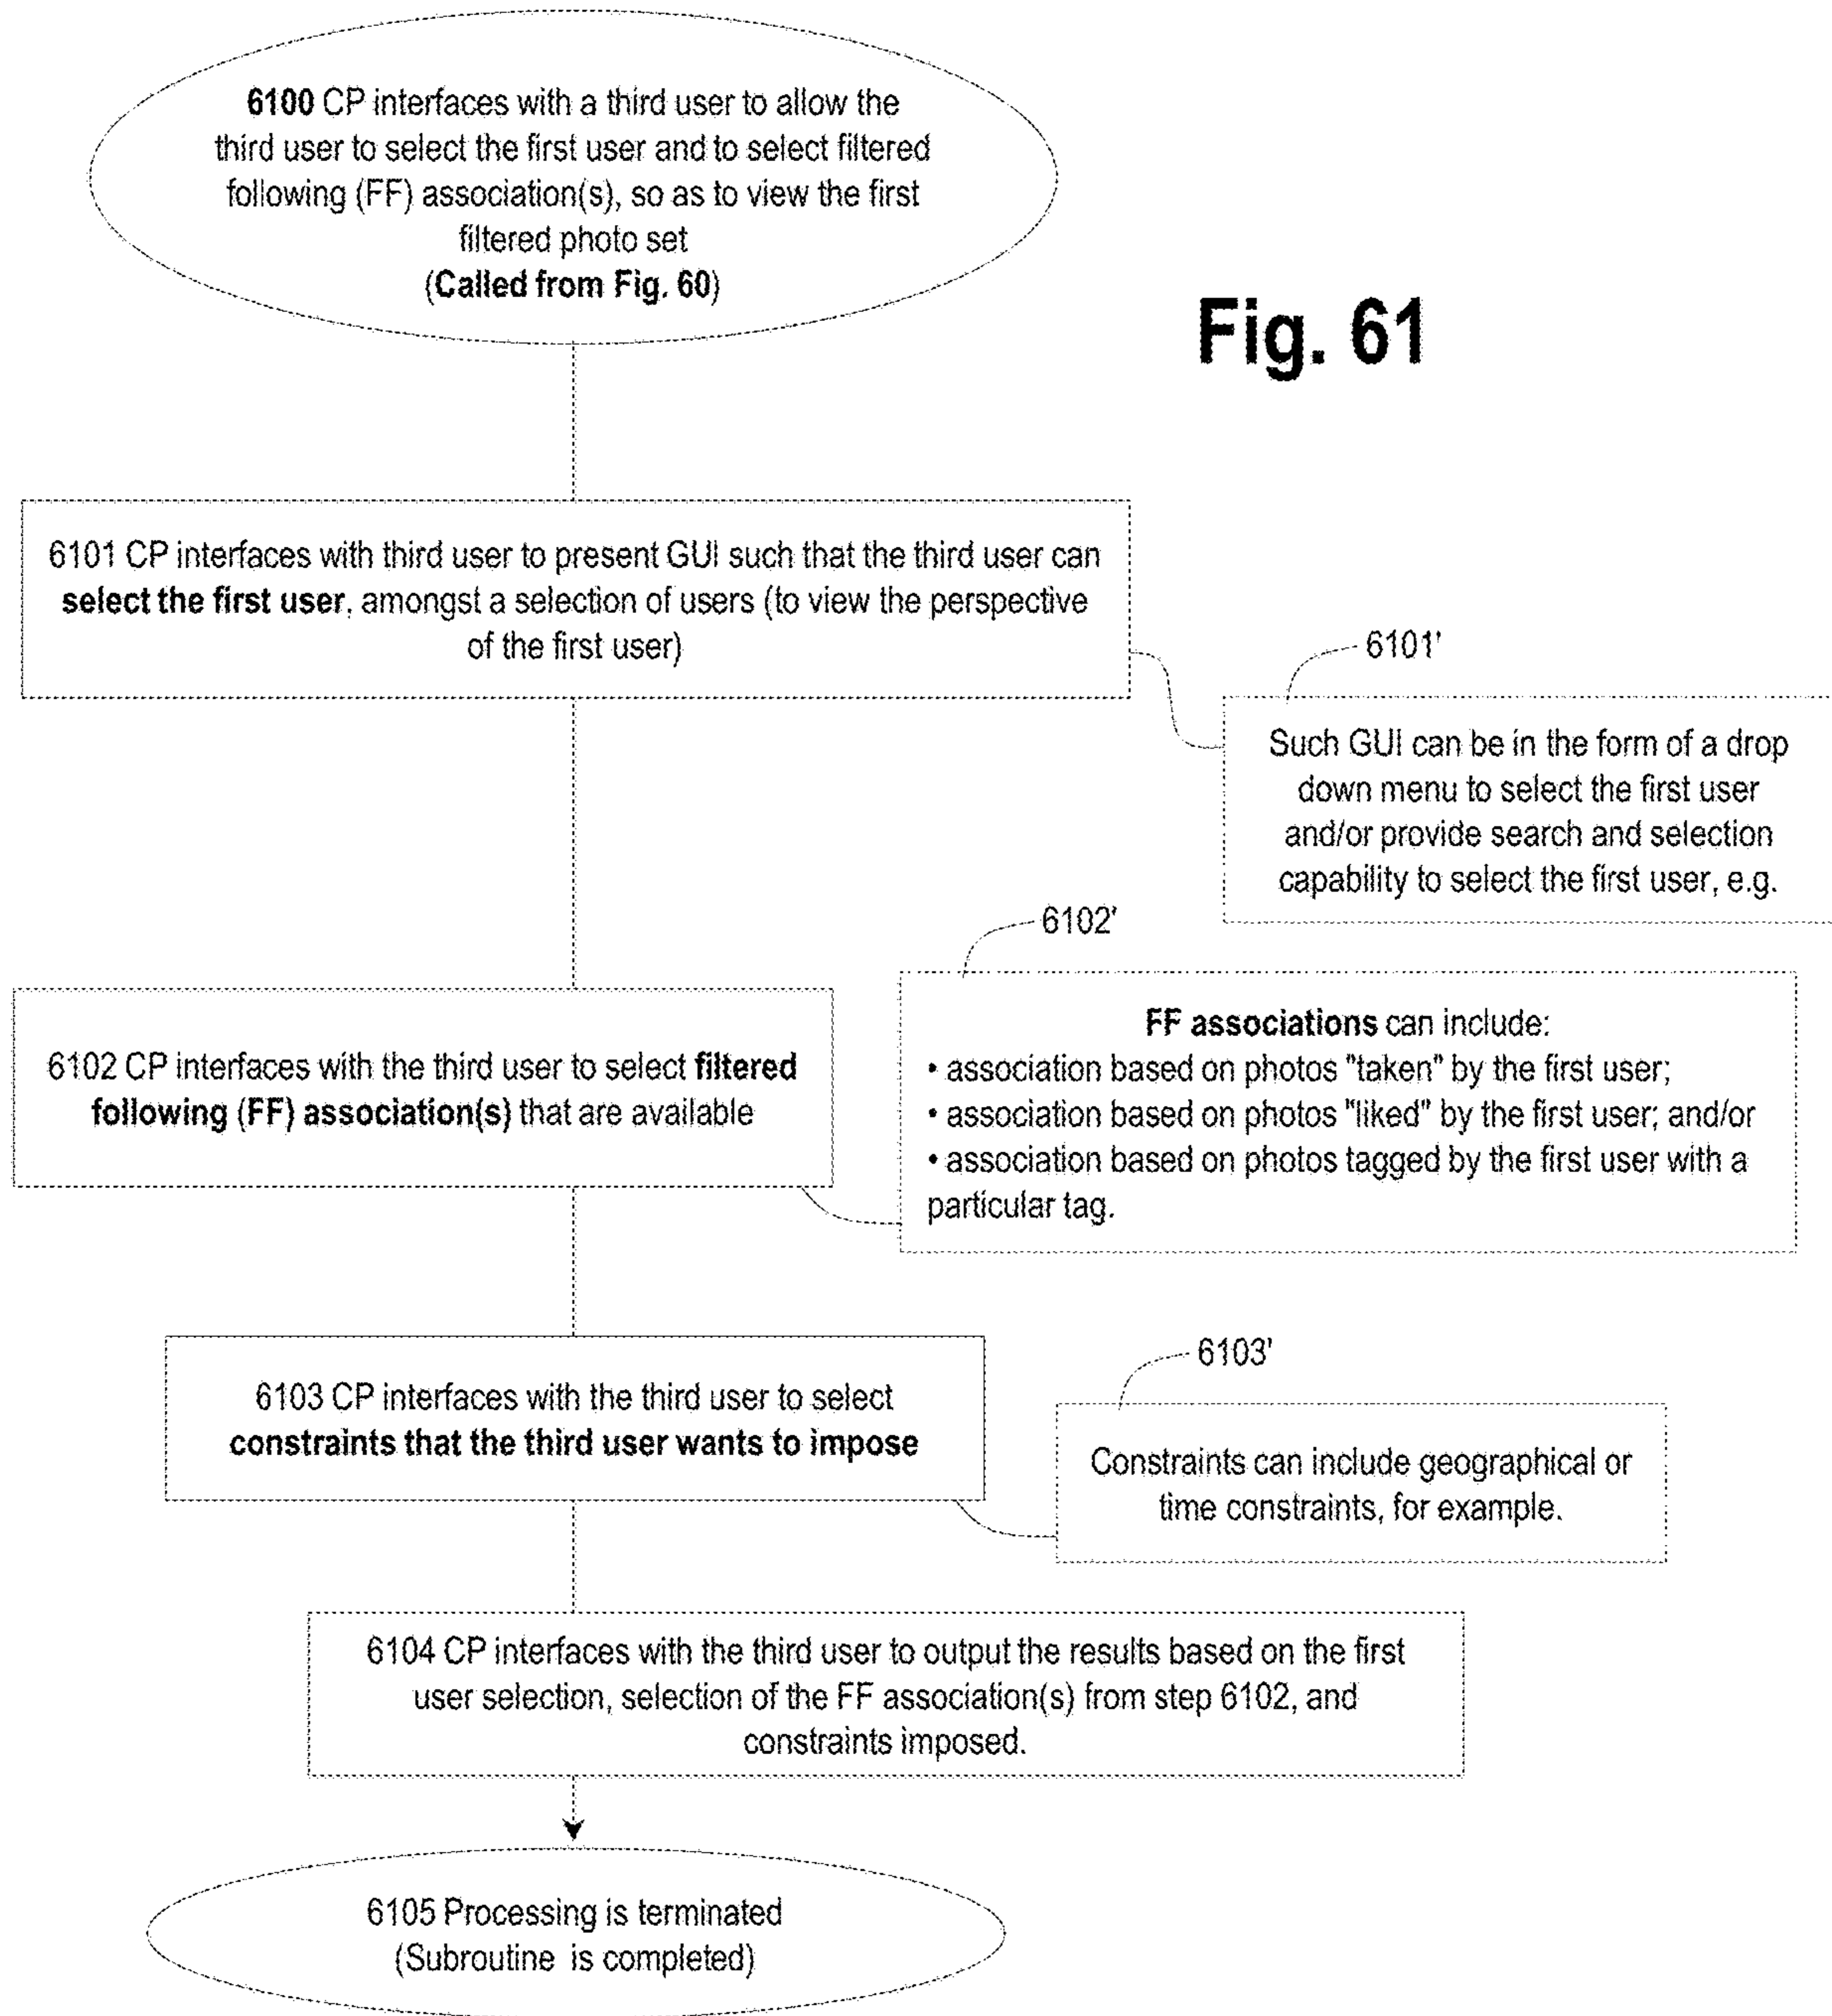 6100 CP interfaces with a third user to allow the
third user to select the first user and to select filtered
following (FF) association(s), so as to view the first
filtered photo set
(Called from Fig. 60)
Fig. 61
6101 CP interfaces with third user to present GUI such that the third user can
select the first user, amongst a selection of users (to view the perspective
of the first user)
6101'
Such GUI can be in the form of a drop
down menu to select the first user
and/or provide search and selection
capability to select the first user, e.g.
6102 CP interfaces with the third user to select filtered
following (FF) association(s) that are available
6102'
FF associations can include:
• association based on photos "taken" by the first user;
• association based on photos "liked" by the first user; and/or
• association based on photos tagged by the first user with a
particular tag.
6103 CP interfaces with the third user to select
constraints that the third user wants to impose
6103'
Constraints can include geographical or
time constraints, for example.
6104 CP interfaces with the third user to output the results based on the first
user selection, selection of the FF association(s) from step 6102, and
constraints imposed.
6105 Processing is terminated
(Subroutine is completed)